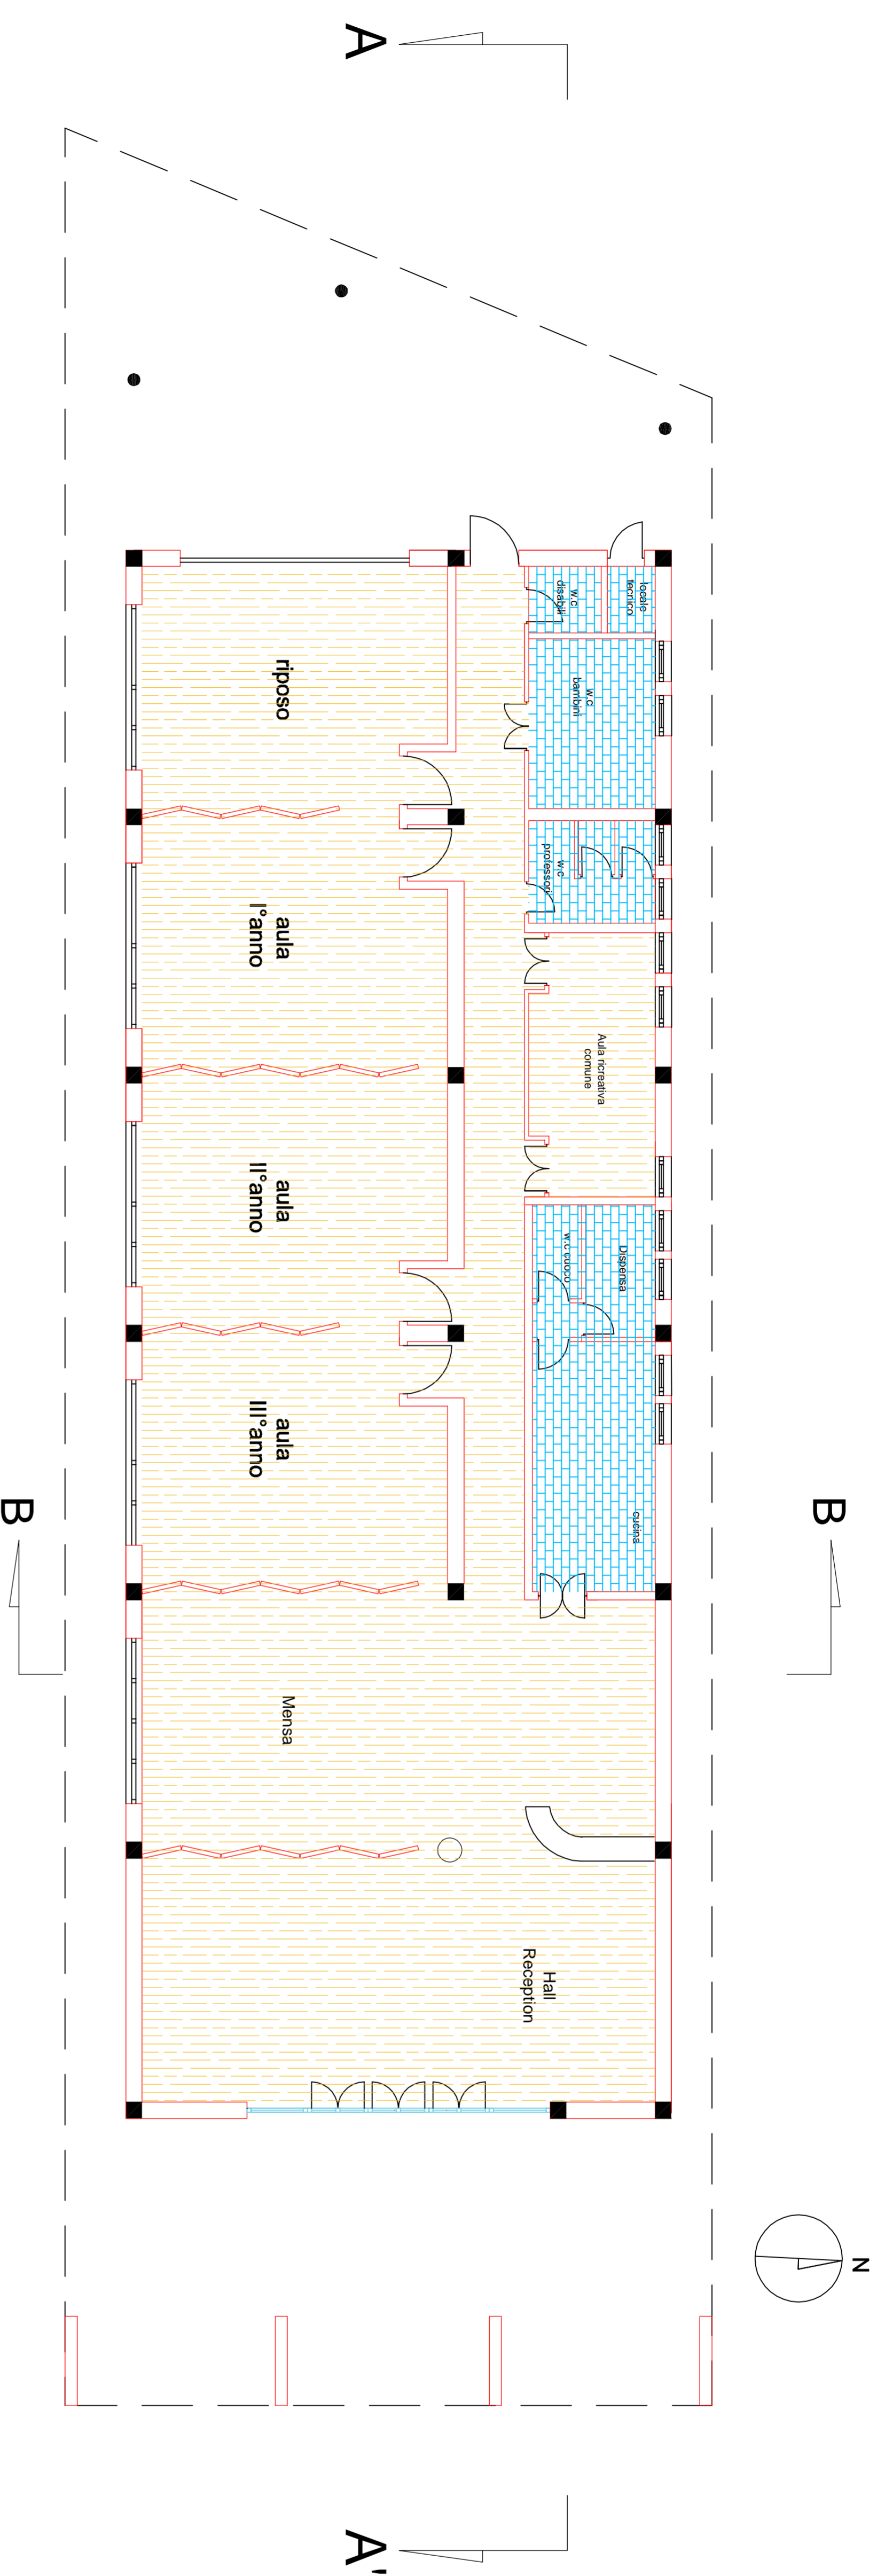 A
locale
tecnico
w.c
disabili
w.c
bambini
riposo
w.c
professori
aula
I°anno
Aula ricreativa
comune
aula
II°anno
w.c cuoco
Dispensa
aula
III°anno
cucina
B
B
Mensa
Hall
Reception
N
A'